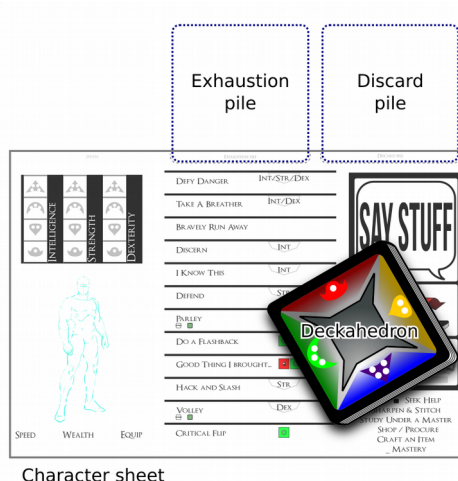 Exhaustion
pile
Discard
pile
INTELLIGENCE
STRENGTH
DEXTERITY
DEFY DANGER INT/STR/DEX
TAKE A BREATHER INT/DEX
BRAVELY RUN AWAY
DISCERN INT
I KNOW THIS INT
DEFEND STR
PARLEY
DO A FLASHBACK
GOOD THING I BROUGHT...
HACK AND SLASH STR
VOLLEY DEX
CRITICAL FLIP
SAY STUFF
Deckahedron
SEEK HELP
& STITCH
UNDER A MASTER
SHOP / PROCURE
CRAFT AN ITEM
_ MASTERY
SPEED WEALTH EQUIP
Character sheet